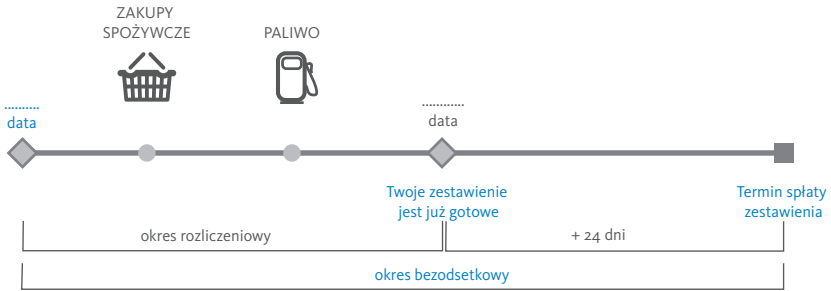 ZAKUPY
SPOŻYWCZE
PALIWO
..........
data
............
data
Twoje zestawienie
jest już gotowe
Termin spłaty
zestawienia
okres rozliczeniowy
+ 24 dni
okres bezodsetkowy